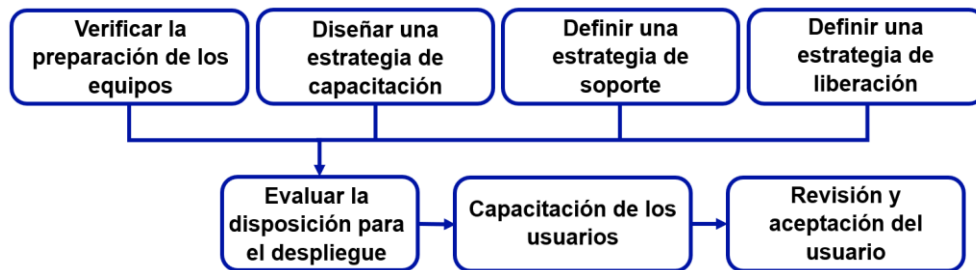 Verificar la
preparación de los
equipos
Diseñar una
estrategia de
capacitación
Definir una
estrategia de
soporte
Definir una
estrategia de
liberación
Evaluar la
disposición para
el despliegue
Capacitación de los
usuarios
Revisión y
aceptación del
usuario